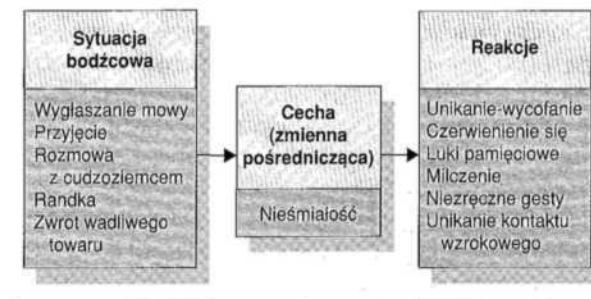 Sytuacja
bodźcowa
Wygłaszanie mowy
Przyjęcie
Rozmowa
z cudzoziemcem
Randka
Zwrot wadliwego
towaru
Cecha
(zmienna
pośrednicząca)
Nieśmiałość
Reakcje
Unikanie-wycofanie
Czerwienienie się
Luki pamięciowe
Milczenie
Niezręczne gesty
Unikanie kontaktu
wzrokowego